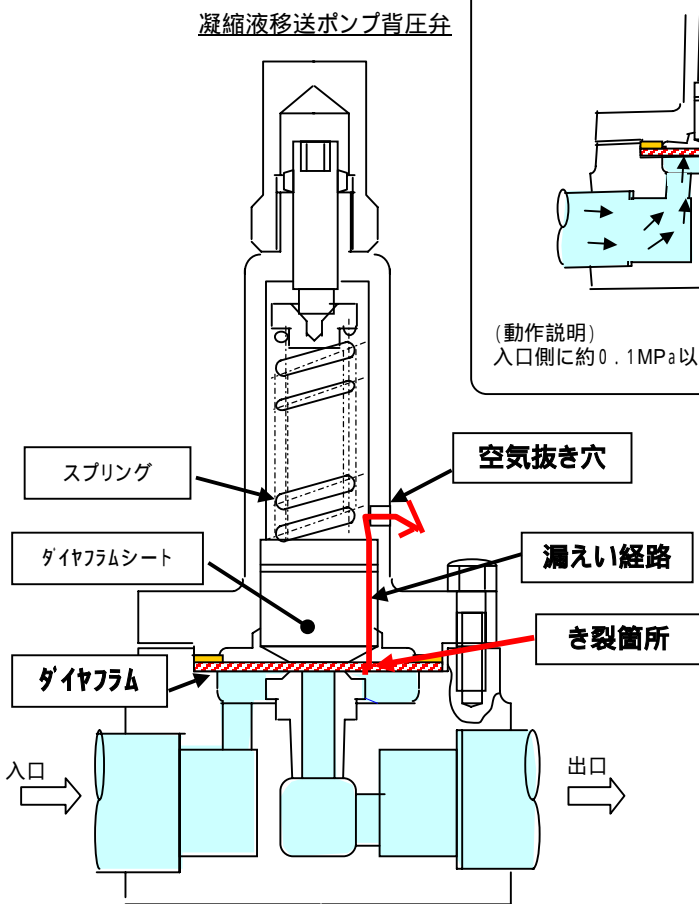 凝縮液移送ポンプ背圧弁
(動作説明)
入口側に約0.1MPa以
スプリング
空気抜き穴
ダイヤフラムシート
漏えい経路
き裂箇所
ダイヤフラム
入口
出口